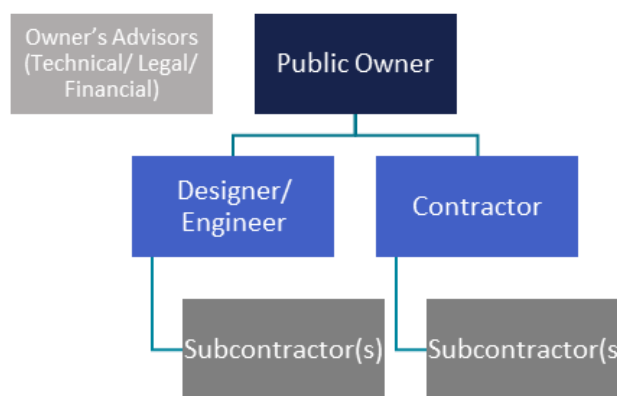 Owner's Advisors
(Technical/ Legal/
Financial)
Public Owner
Designer/
Engineer
Contractor
Subcontractor(s)
Subcontractor(s